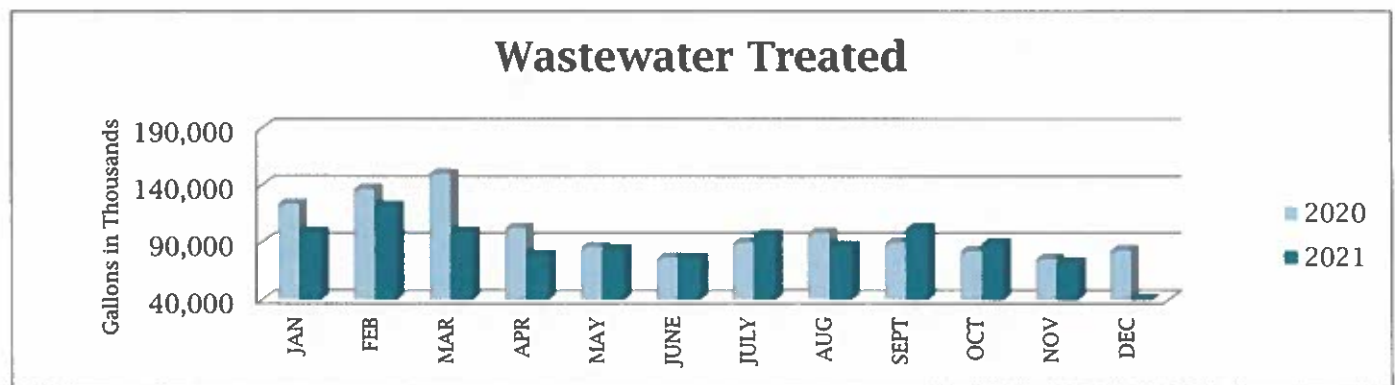 Wastewater Treated
Gallons in Thousands
190,000
140,000
90,000
40,000
JAN
FEB
MAR
APR
MAY
JUNE
JULY
AUG
SEPT
OCT
NOV
DEC
2020
2021